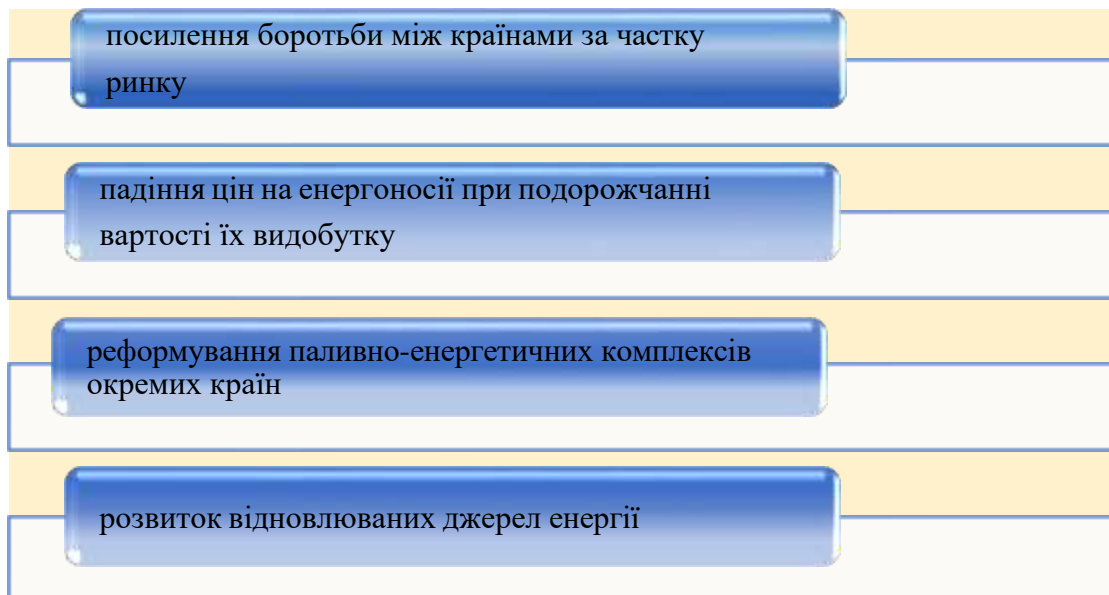 посилення боротьби між країнами за частку
ринку
падіння цін на енергоносії при подорожчанні
вартості їх видобутку
реформування паливно-енергетичних комплексів
окремих країн
розвиток відновлюваних джерел енергії